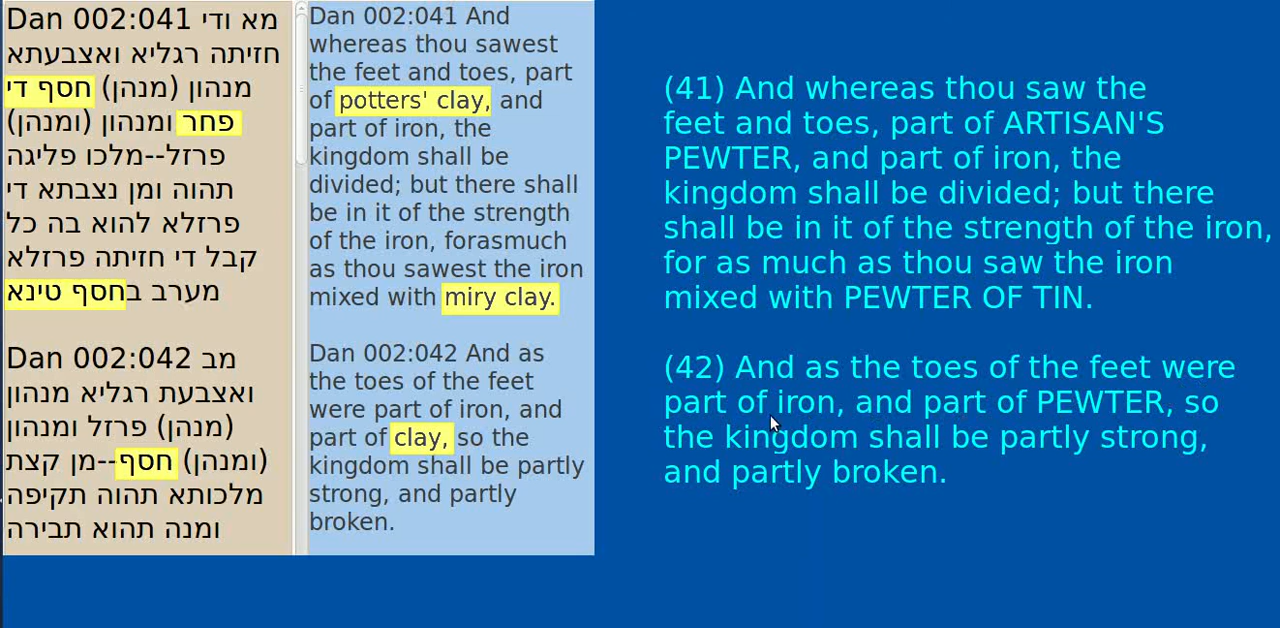 Dan 002:041 מא ודי
חזיתה רגליא ואצבעתא
מנהון (מנהן) חסף די
פחר ומנהון (ומנהן)
פרזל--מלכו פליגה
תהוה ומן נצבתא די
פרזלא להוא בה כל
קבל די חזיתה פרזלא
מערב בחסף טינא
Dan 002:042 מב
ואצבעת רגליא מנהון
(מנהן) פרזל ומנהון
(ומנהן) חסף--מן קצת
מלכותא תהוה תקיפה
ומנה תהוא תבירה
Dan 002:041 And
whereas thou sawest
the feet and toes, part
of potters' clay, and
part of iron, the
kingdom shall be
divided; but there shall
be in it of the strength
of the iron, forasmuch
as thou sawest the iron
mixed with miry clay.
Dan 002:042 And as
the toes of the feet
were part of iron, and
part of clay, so the
kingdom shall be partly
strong, and partly
broken.
(41) And whereas thou saw the
feet and toes, part of ARTISAN'S
PEWTER, and part of iron, the
kingdom shall be divided; but there
shall be in it of the strength of the iron,
for as much as thou saw the iron
mixed with PEWTER OF TIN.
(42) And as the toes of the feet were
part of iron, and part of PEWTER, so
the kingdom shall be partly strong,
and partly broken.